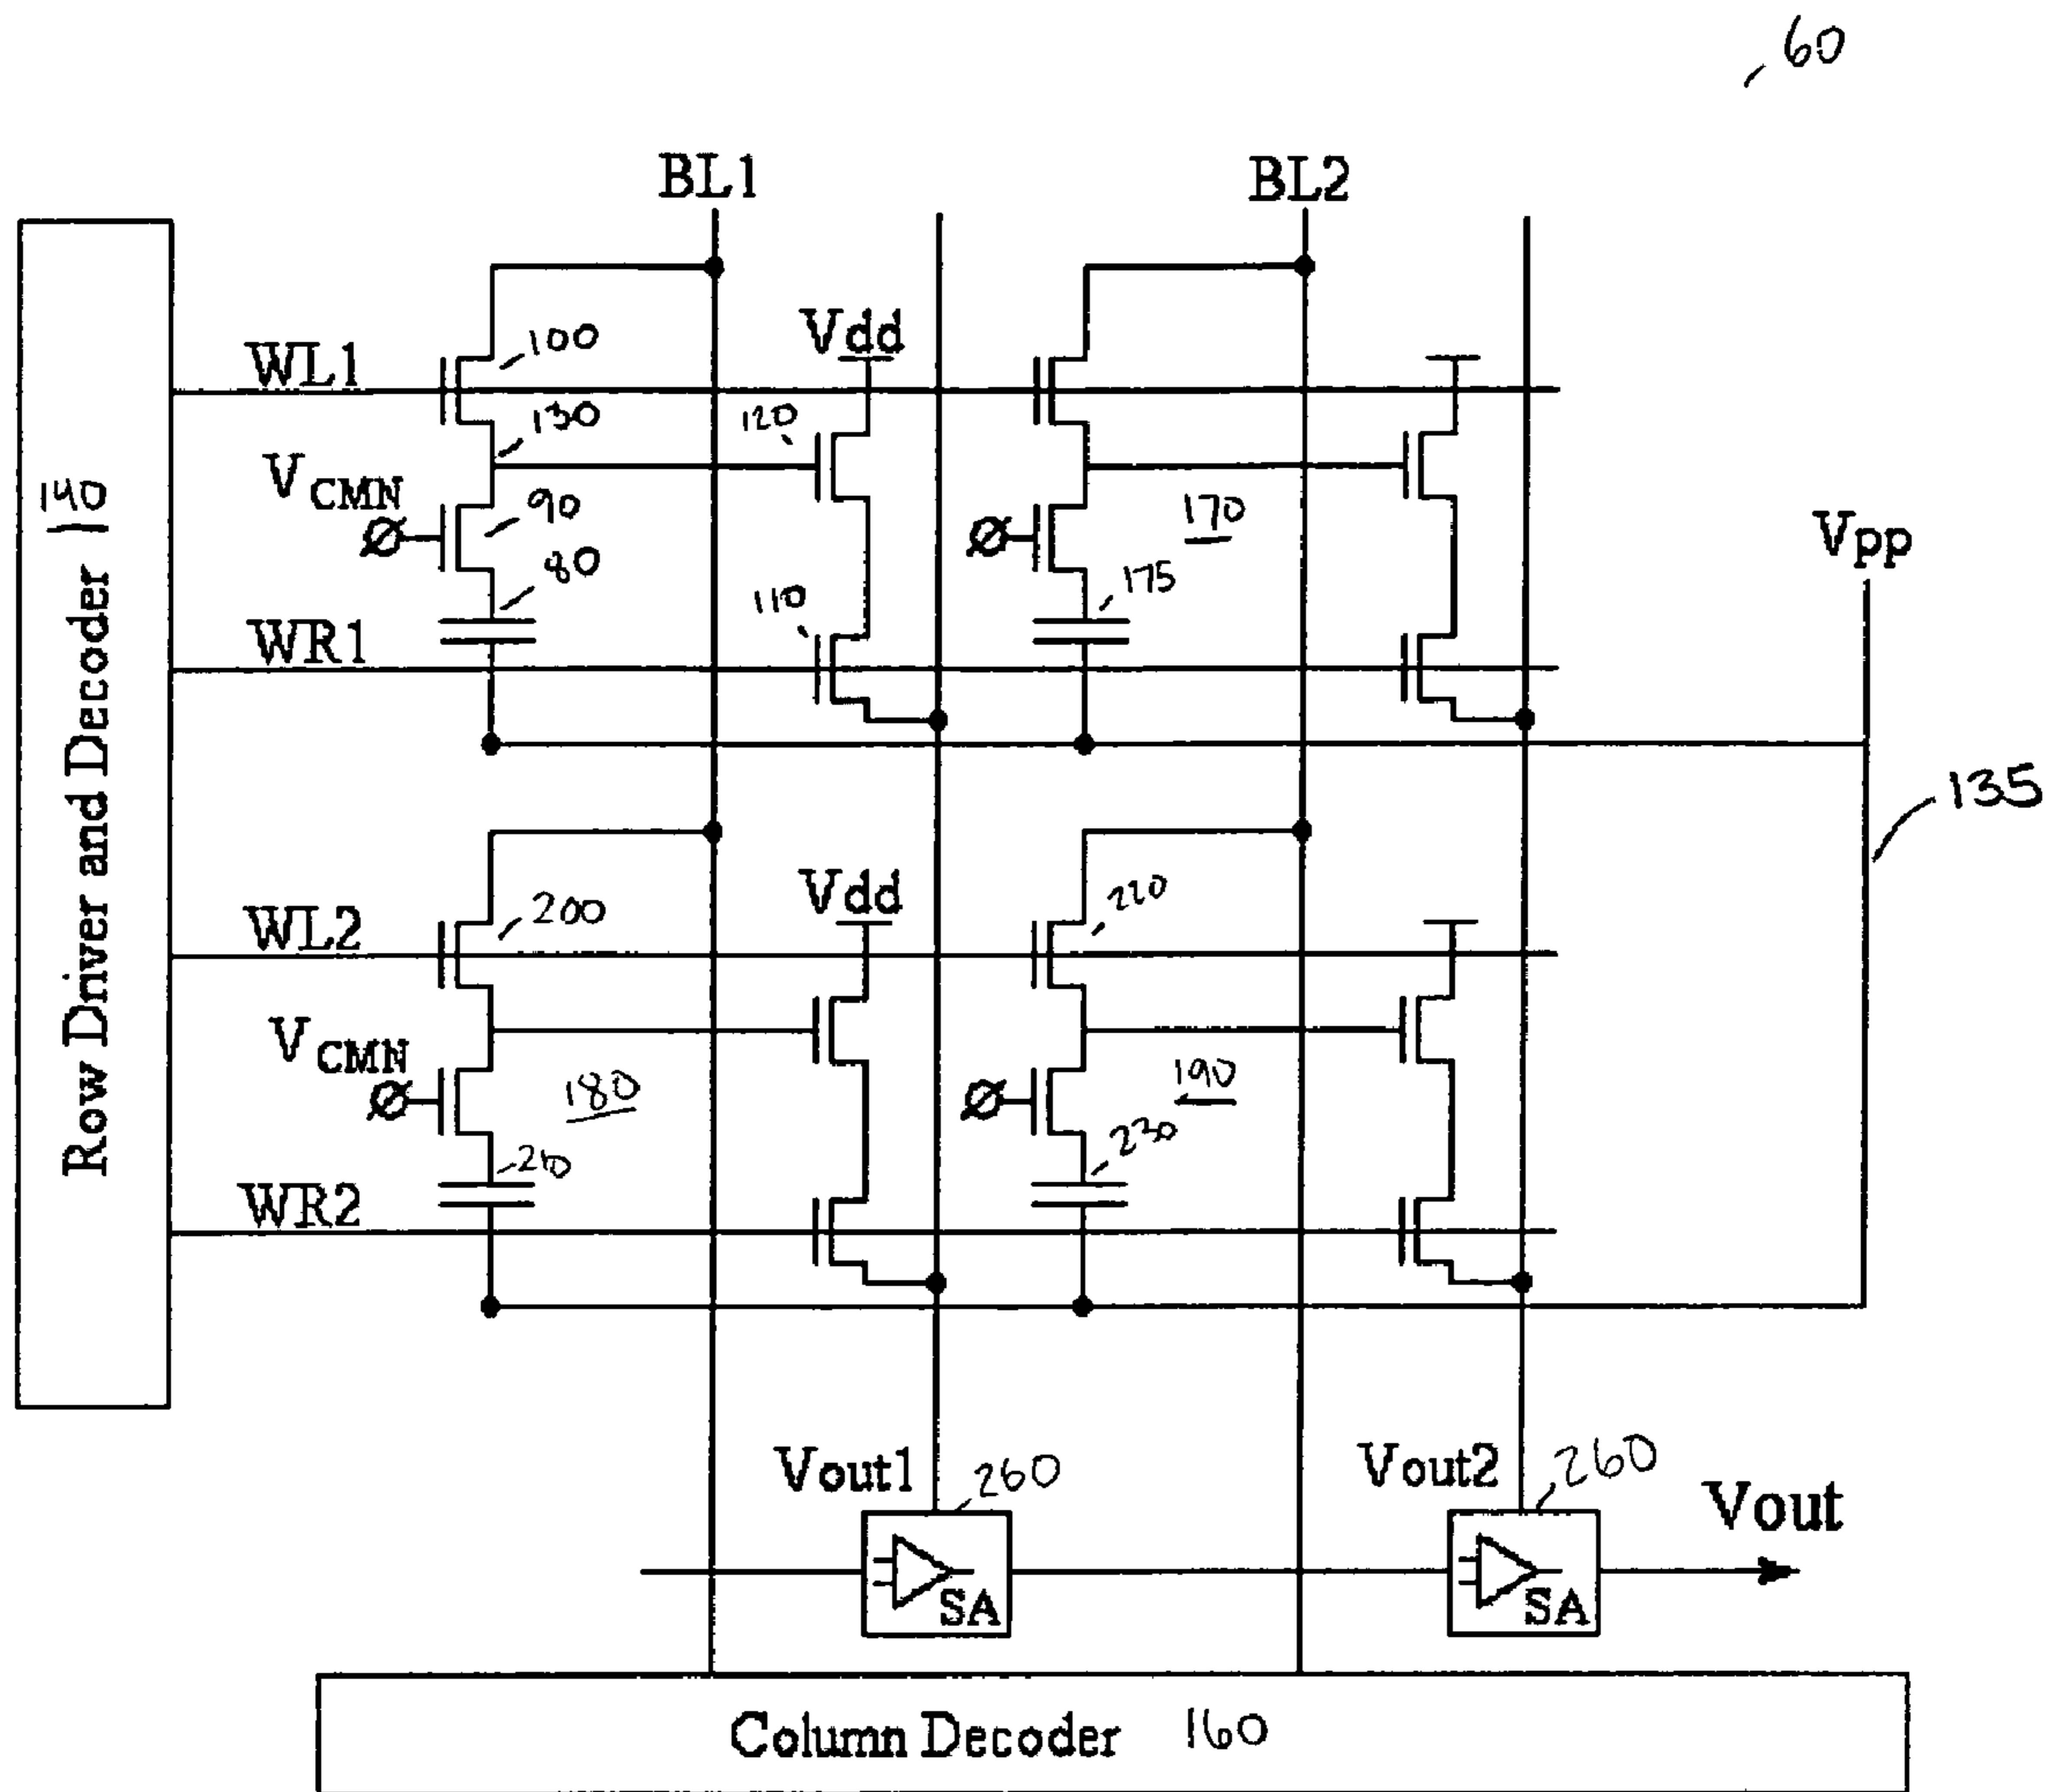 60
BL1 BL2
WL1 100 Vdd
130 120
VCMN 90 170 Vpp
80 175
110
WR1
135
WL2 200 Vdd 220
VCMN 180 190
210 230
WR2
Row Driver and Decoder 140
Vout1 260 Vout2 260 Vout
SA SA
Column Decoder 160